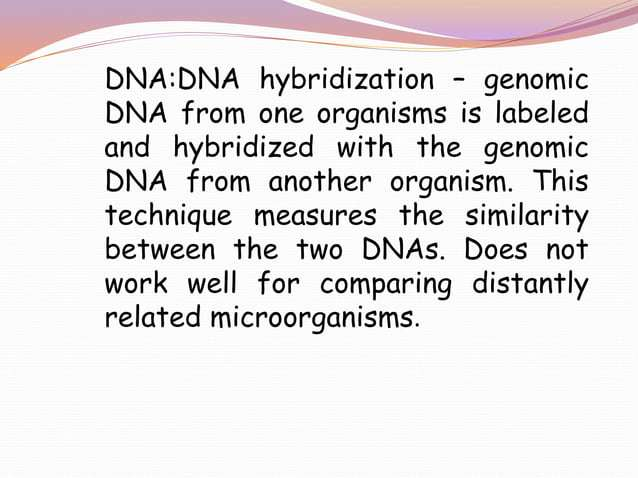 DNA:DNA hybridization – genomic
DNA from one organisms is labeled
and hybridized with the genomic
DNA from another organism. This
technique measures the similarity
between the two DNAs. Does not
work well for comparing distantly
related microorganisms.